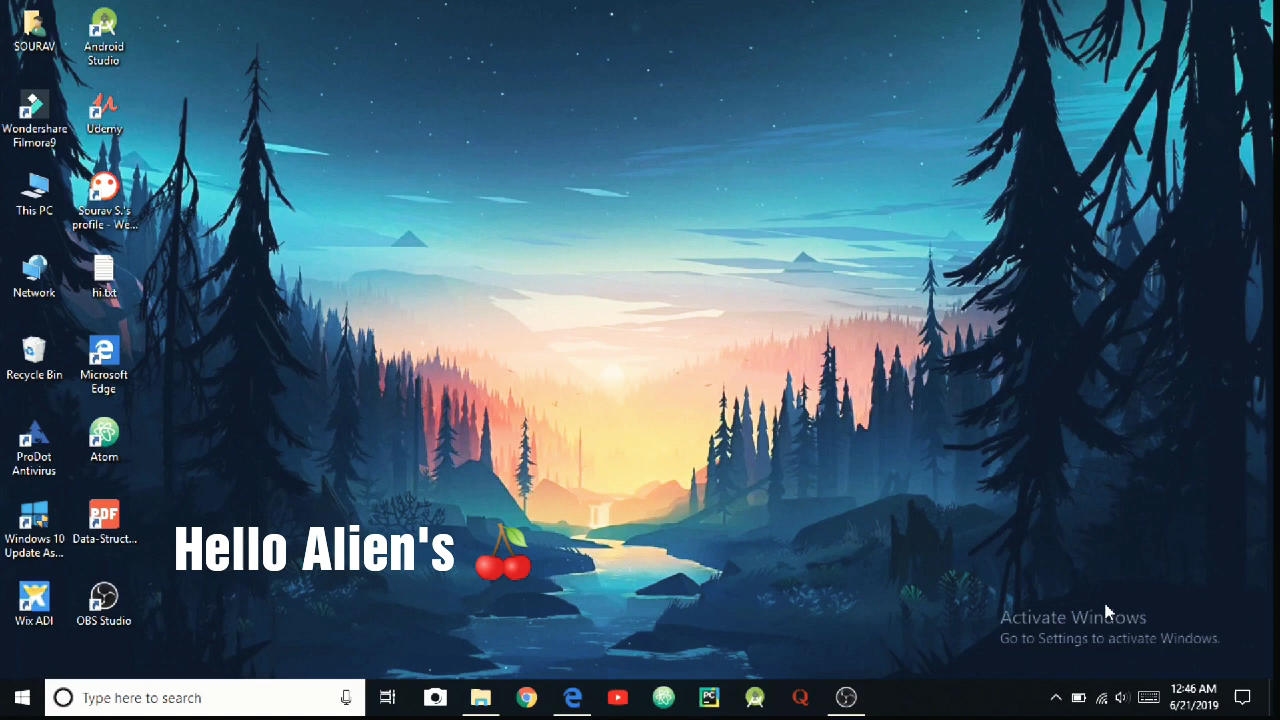 SOURAV
Android
Studio
Wondershare
Filmora9
Udemy
This PC
Sourav S.'s
profile - We...
Network
hi.txt
Recycle Bin
Microsoft
Edge
ProDot
Antivirus
Atom
Windows 10
Update As...
PDF
Data-Struct...
Wix ADI
OBS Studio
Hello Alien's
Activate Windows
Go to Settings to activate Windows.
Type here to search
PC
12:46 AM
6/21/2019